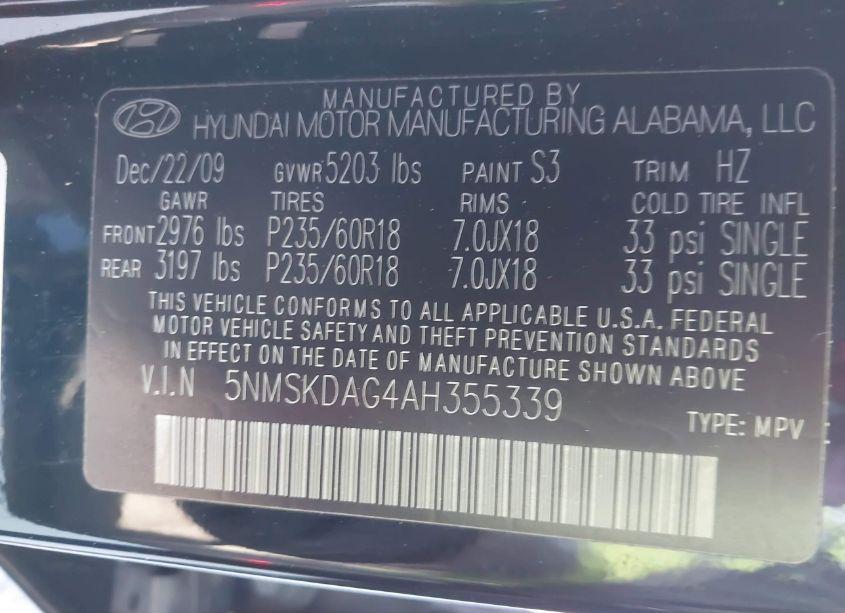 MANUFACTURED BY
HYUNDAI MOTOR MANUFACTURING ALABAMA, LLC
Dec/22/09 GVWR 5203 lbs PAINT S3 TRIM HZ
GAWR TIRES RIMS COLD TIRE INFL
FRONT 2976 lbs P235/60R18 7.0JX18 33 psi SINGLE
REAR 3197 lbs P235/60R18 7.0JX18 33 psi SINGLE
THIS VEHICLE CONFORMS TO ALL APPLICABLE U.S.A. FEDERAL
MOTOR VEHICLE SAFETY AND THEFT PREVENTION STANDARDS
IN EFFECT ON THE DATE OF MANUFACTURE SHOWN ABOVE
V.I.N 5NMSKDAG4AH355339
TYPE: MPV